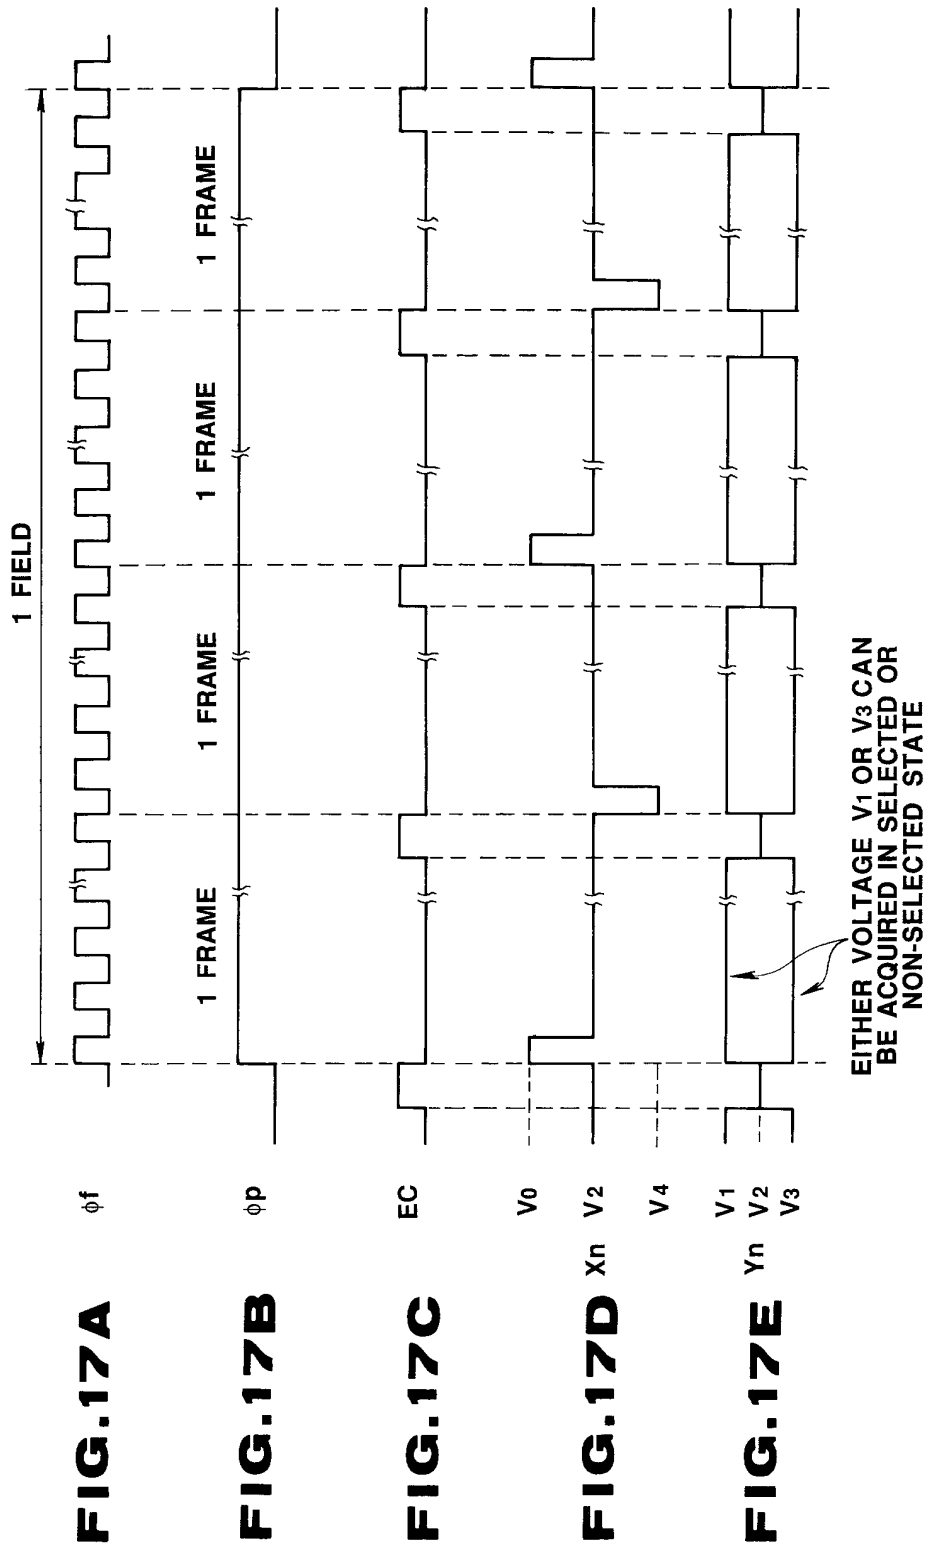 1 FIELD
FIG.17A
φf
FIG.17B
φp
1 FRAME
1 FRAME
1 FRAME
1 FRAME
FIG.17C
EC
FIG.17D
Xn
V0
V2
V4
FIG.17E
Yn
V1
V2
V3
EITHER VOLTAGE V1 OR V3 CAN
BE ACQUIRED IN SELECTED OR
NON-SELECTED STATE